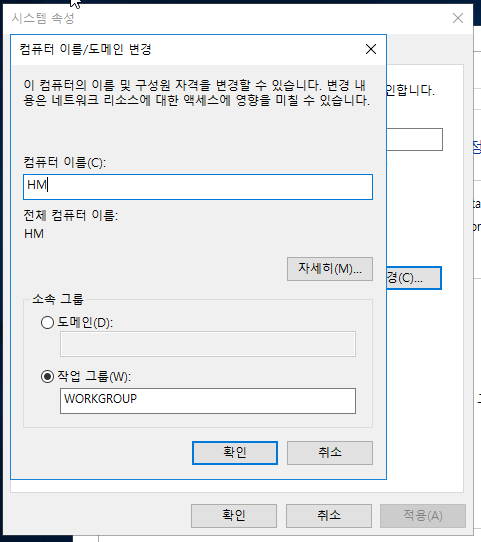 시스템 속성
컴퓨터 이름/도메인 변경
이 컴퓨터의 이름 및 구성원 자격을 변경할 수 있습니다. 변경 내
용은 네트워크 리소스에 대한 액세스에 영향을 미칠 수 있습니다.
인합니다.
컴퓨터 이름(C):
HM
전체 컴퓨터 이름:
HM
자세히(M)...
경(C)...
소속 그룹
도메인(D):
작업 그룹(W):
WORKGROUP
확인
취소
확인
취소
적용(A)